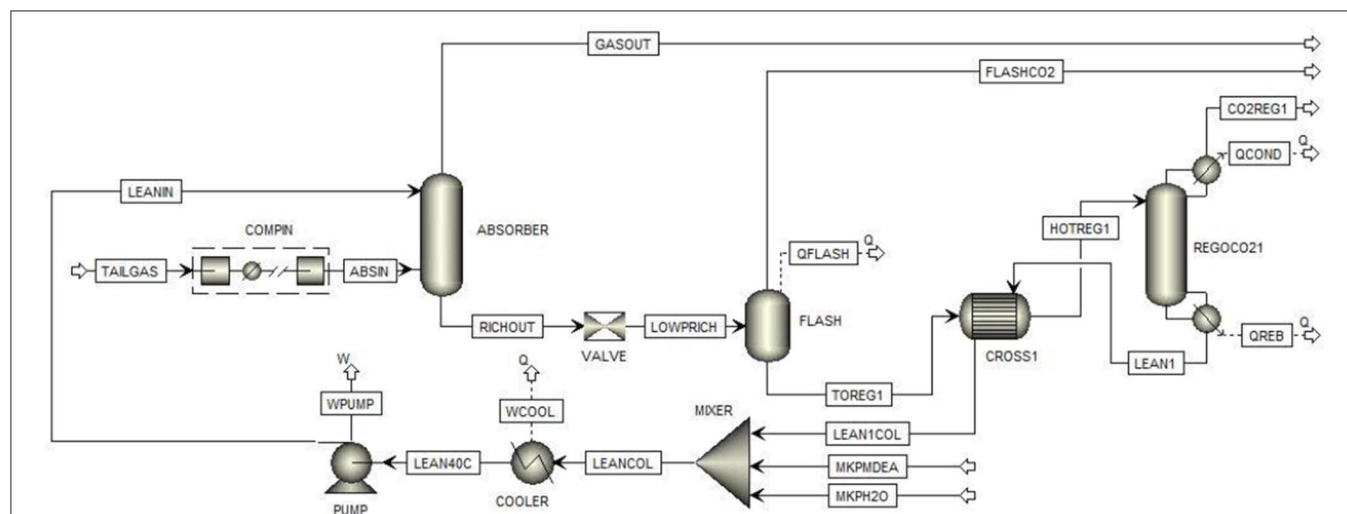 GASOUT
FLASHCO2
CO2REG1
QCOND
Q
LEANIN
COMPIN
ABSORBER
HOTREG1
REGOCO21
TAILGAS
ABSIN
QFLASH
Q
RICHOUT
VALVE
LOWPRICH
FLASH
CROSS1
LEAN1
QREB
Q
W
WPUMP
Q
WCOOL
MIXER
TOREG1
LEAN1COL
LEAN40C
LEANCOL
MKPMDEA
MKPH2O
COOLER
PUMP